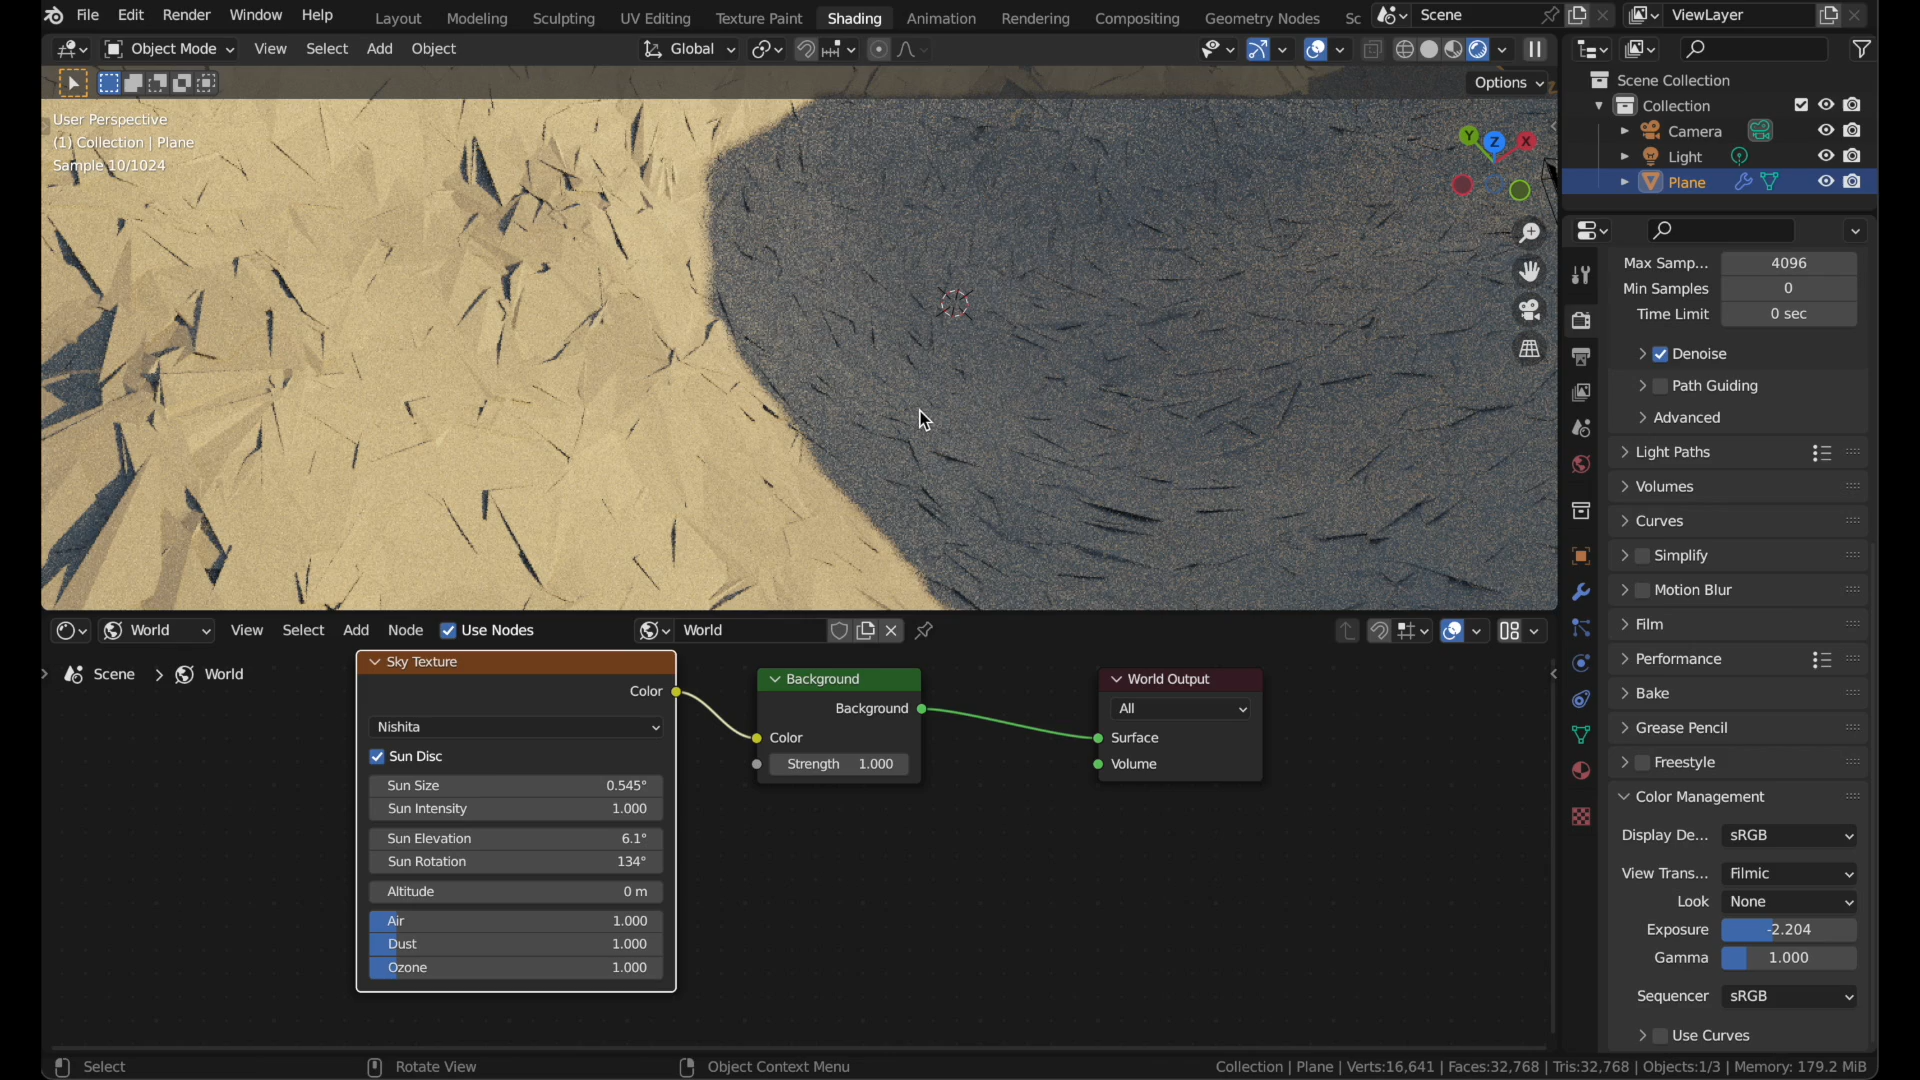 File Edit Render Window Help Layout Modeling Sculpting UV Editing Texture Paint Shading Animation Rendering Compositing Geometry Nodes Sc Scene ViewLayer
Object Mode View Select Add Object Global
Options
User Perspective
(1) Collection | Plane
Sample 10/1024
Y Z X
Scene Collection
Collection
Camera
Light
Plane
Max Samp... 4096
Min Samples 0
Time Limit 0 sec
Denoise
Path Guiding
Advanced
Light Paths
Volumes
Curves
Simplify
Motion Blur
Film
Performance
Bake
Grease Pencil
Freestyle
Color Management
Display De... sRGB
View Trans... Filmic
Look None
Exposure -2.204
Gamma 1.000
Sequencer sRGB
Use Curves
World View Select Add Node Use Nodes World
Scene World
Sky Texture
Color
Nishita
Sun Disc
Sun Size 0.545°
Sun Intensity 1.000
Sun Elevation 6.1°
Sun Rotation 134°
Altitude 0 m
Air 1.000
Dust 1.000
Ozone 1.000
Background
Background
Color
Strength 1.000
World Output
All
Surface
Volume
Select Rotate View Object Context Menu Collection | Plane | Verts:16,641 | Faces:32,768 | Tris:32,768 | Objects:1/3 | Memory: 179.2 MiB